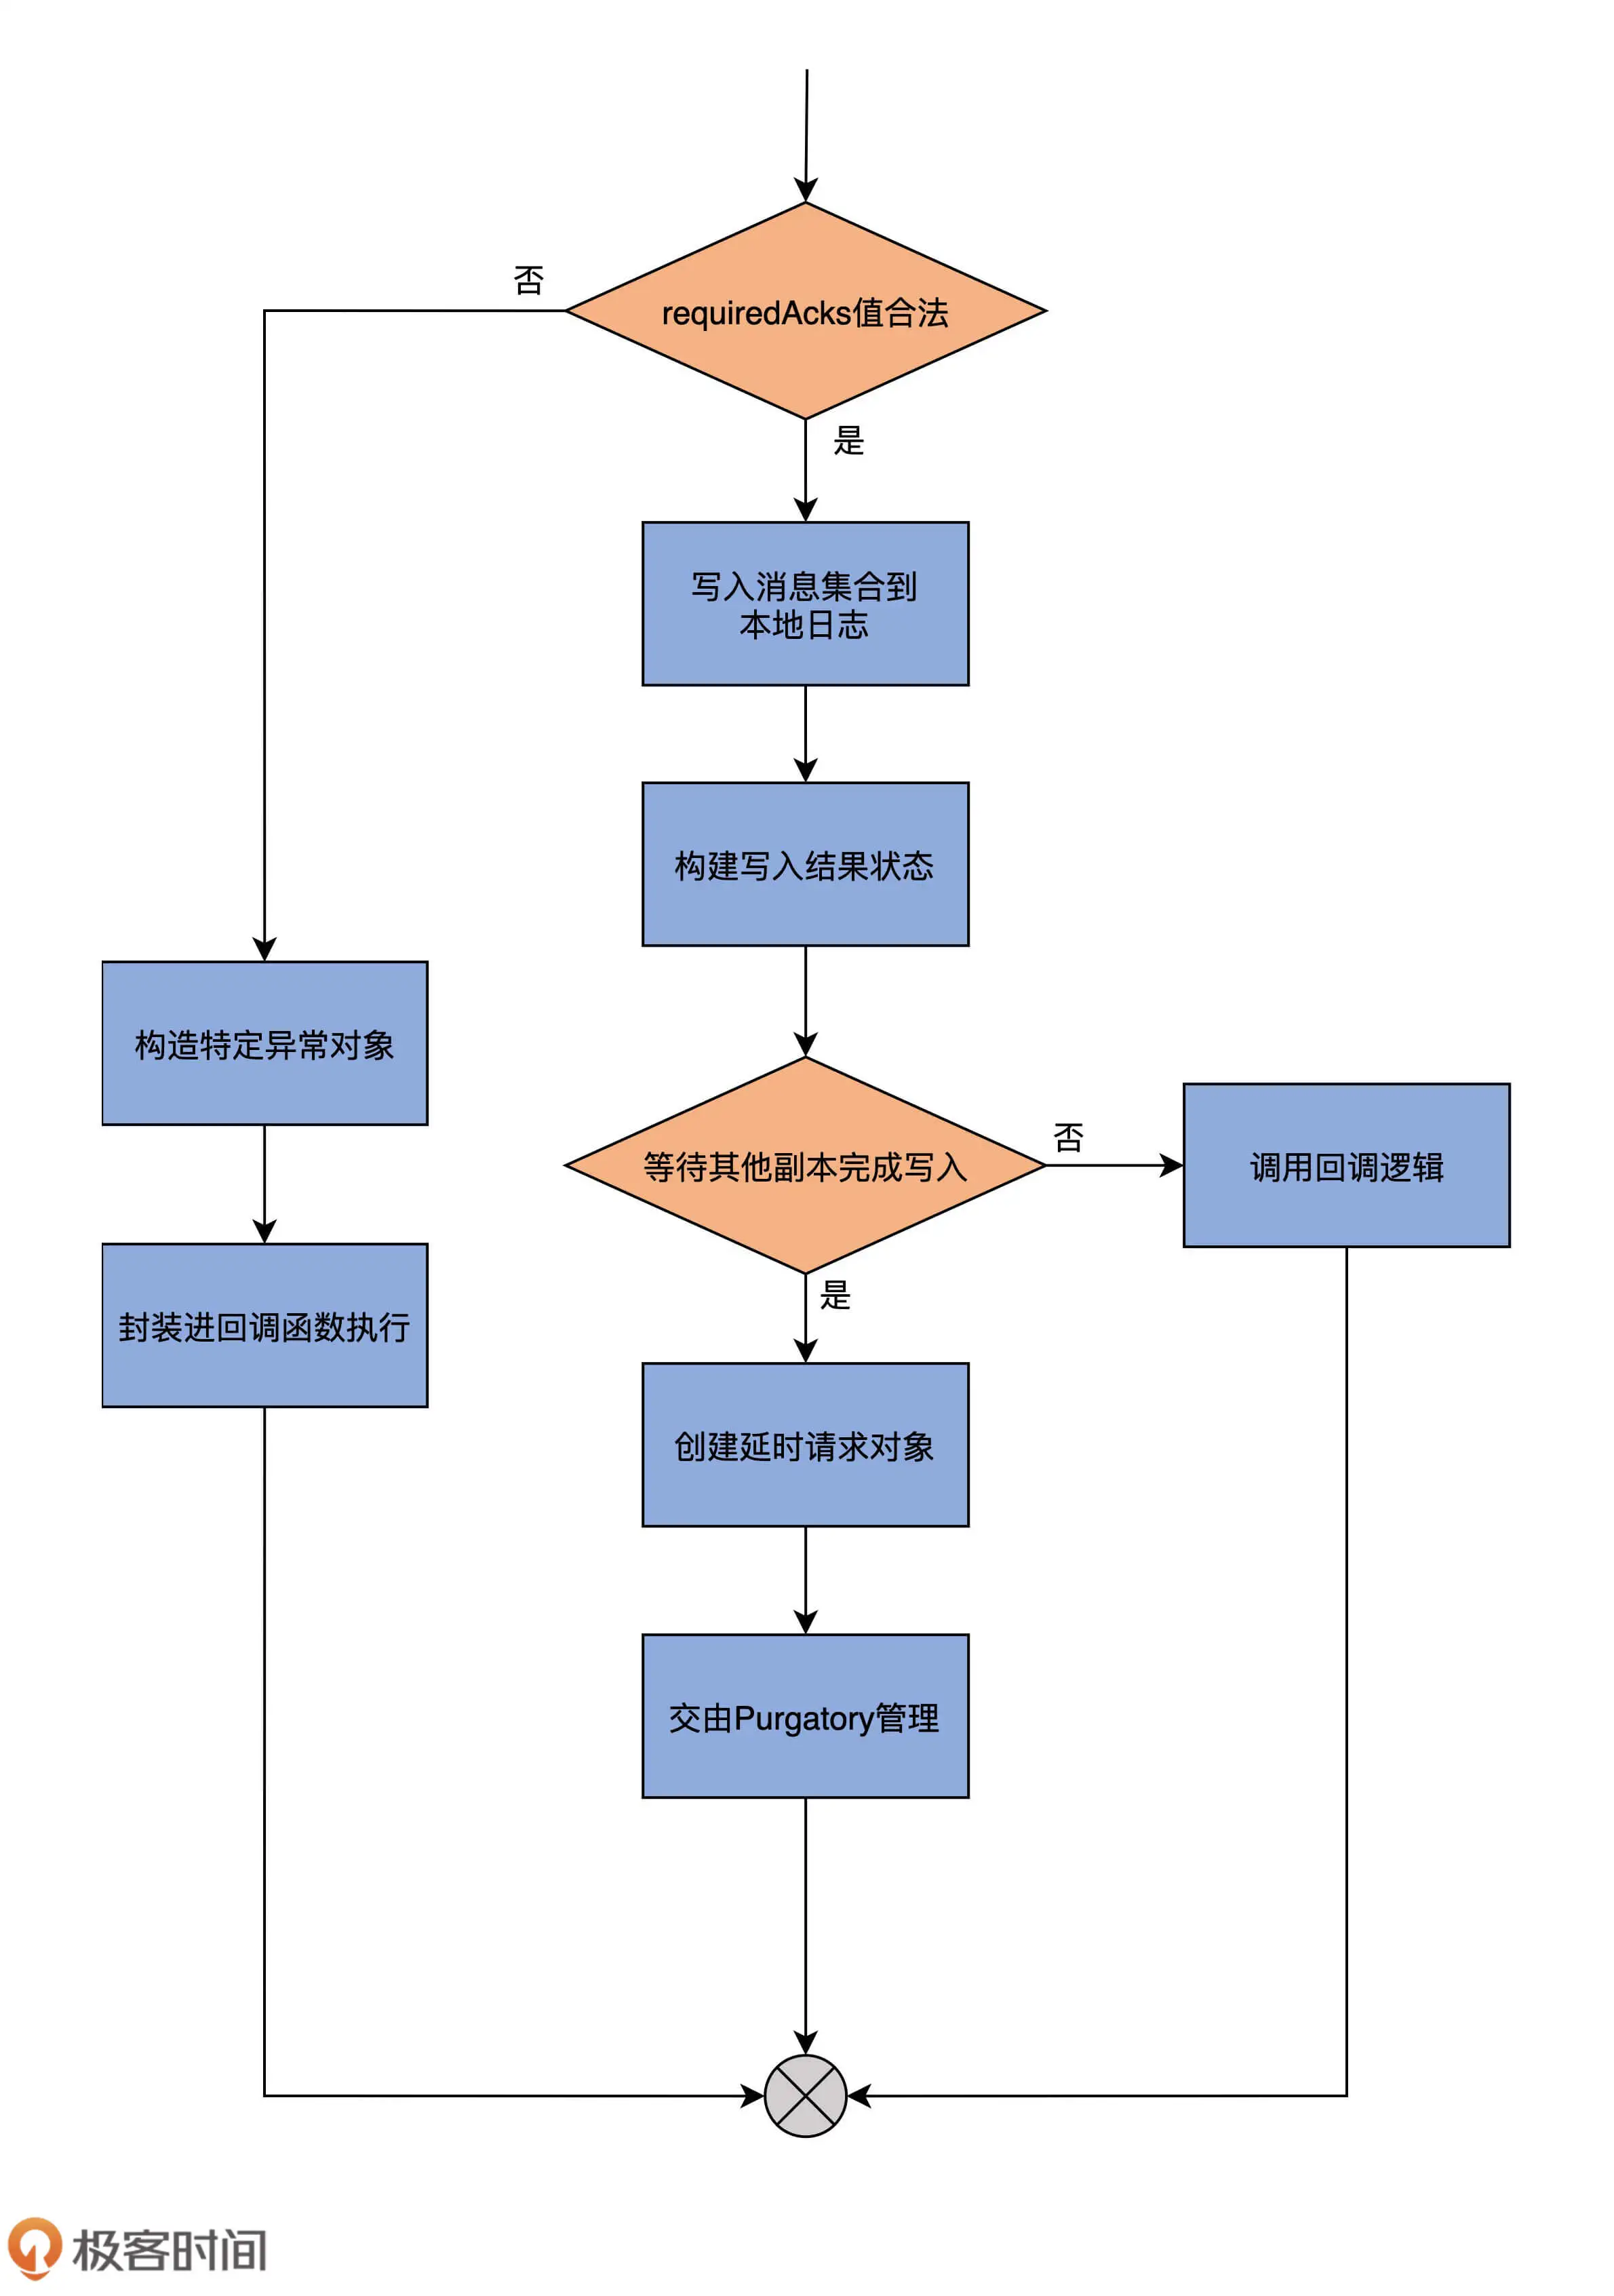 否
requiredAcks值合法
是
写入消息集合到
本地日志
构建写入结果状态
构造特定异常对象
等待其他副本完成写入
否
调用回调逻辑
是
封装进回调函数执行
创建延时请求对象
交由Purgatory管理
极客时间